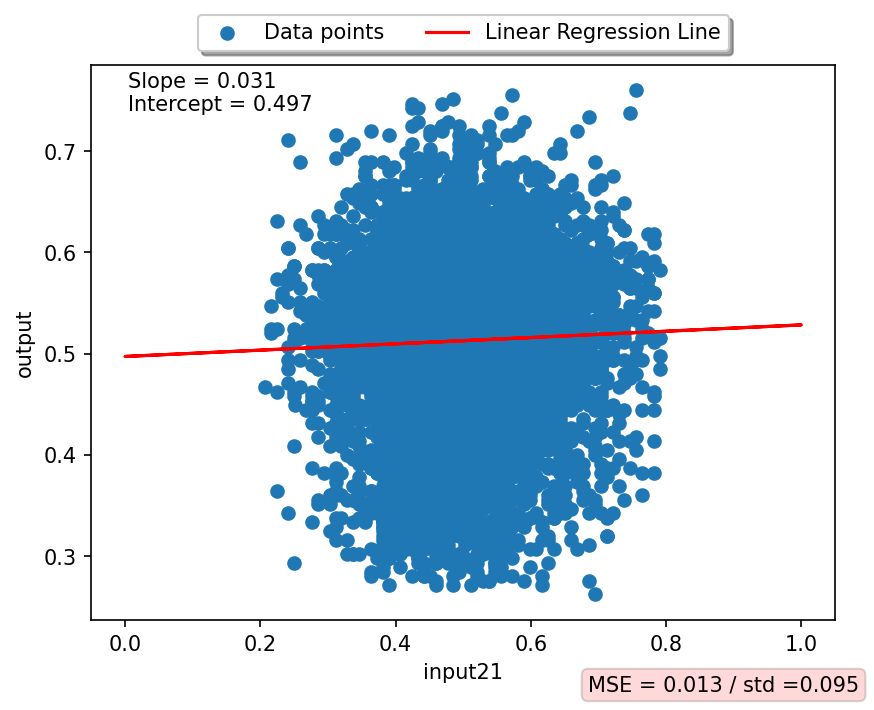 Data points
Linear Regression Line
Slope = 0.031
Intercept = 0.497
0.7
0.6
0.5
0.4
0.3
output
0.0
0.2
0.4
0.6
0.8
1.0
input21
MSE = 0.013 / std =0.095